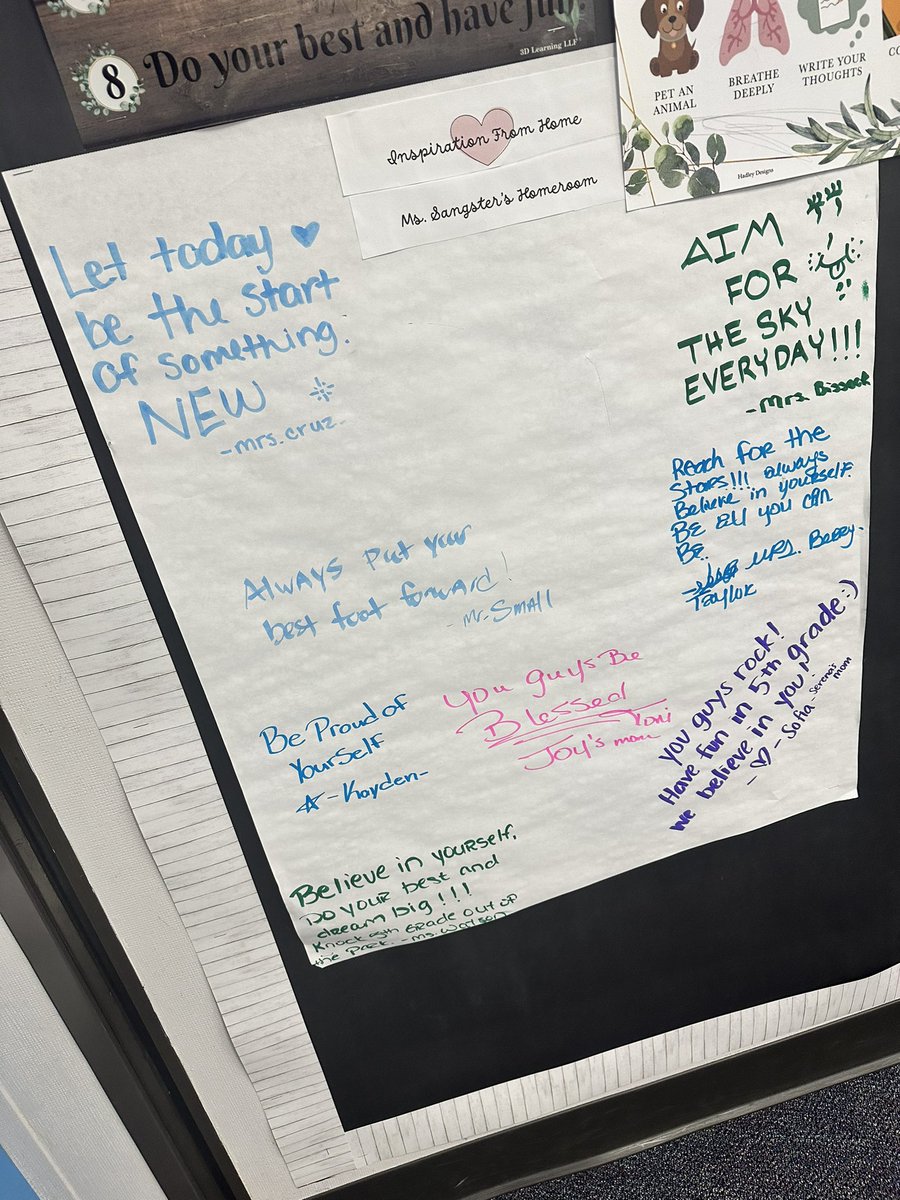 8 Do your best and have fun!
3D Learning LLF
PET AN
ANIMAL
BREATHE
DEEPLY
WRITE YOUR
THOUGHTS
Hadley Designs
Inspiration From Home
Ms. Sangster's Homeroom
Let today ♥
be the start
of something.
NEW
-mrs.cruz.
AIM
FOR
THE SKY
EVERYDAY!!!
-Mrs. Bissock
Reach for the
Stars!!! always
Believe in yourself.
BE all you can
BE.
MRS. Beboy.
Taylor
Always Put your
best foot forward!
- Mr. Small
Be Proud of
Yourself
☆ -Kayden-
You guys Be
Blessed
Toni
Joy's mom
You guys rock!
Have fun in 5th grade :)
we believe in you!
- ♡ - Sofia - Serena's
mom
Believe in yourself,
Do your best and
dream big!!!
Knock 5th Grade out of
the Park. -Ms. Watson